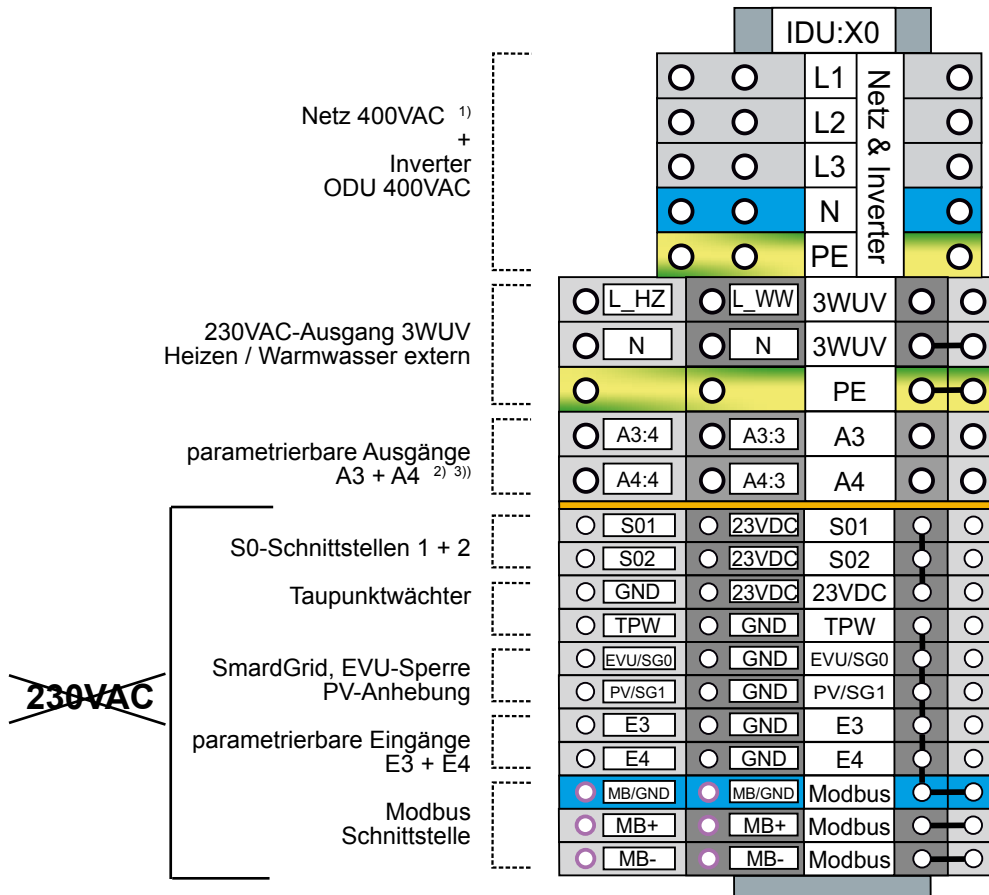 IDU:X0
Netz 400VAC 1)
+
Inverter
ODU 400VAC
L1
L2
L3
N
PE
Netz & Inverter
230VAC-Ausgang 3WUV
Heizen / Warmwasser extern
L_HZ L_WW 3WUV
N N 3WUV
PE
parametrierbare Ausgänge
A3 + A4 2) 3))
A3:4 A3:3 A3
A4:4 A4:3 A4
230VAC
S0-Schnittstellen 1 + 2
S01 23VDC S01
S02 23VDC S02
Taupunktwächter
GND 23VDC 23VDC
TPW GND TPW
SmardGrid, EVU-Sperre
PV-Anhebung
EVU/SG0 GND EVU/SG0
PV/SG1 GND PV/SG1
parametrierbare Eingänge
E3 + E4
E3 GND E3
E4 GND E4
Modbus
Schnittstelle
MB/GND MB/GND Modbus
MB+ MB+ Modbus
MB- MB- Modbus